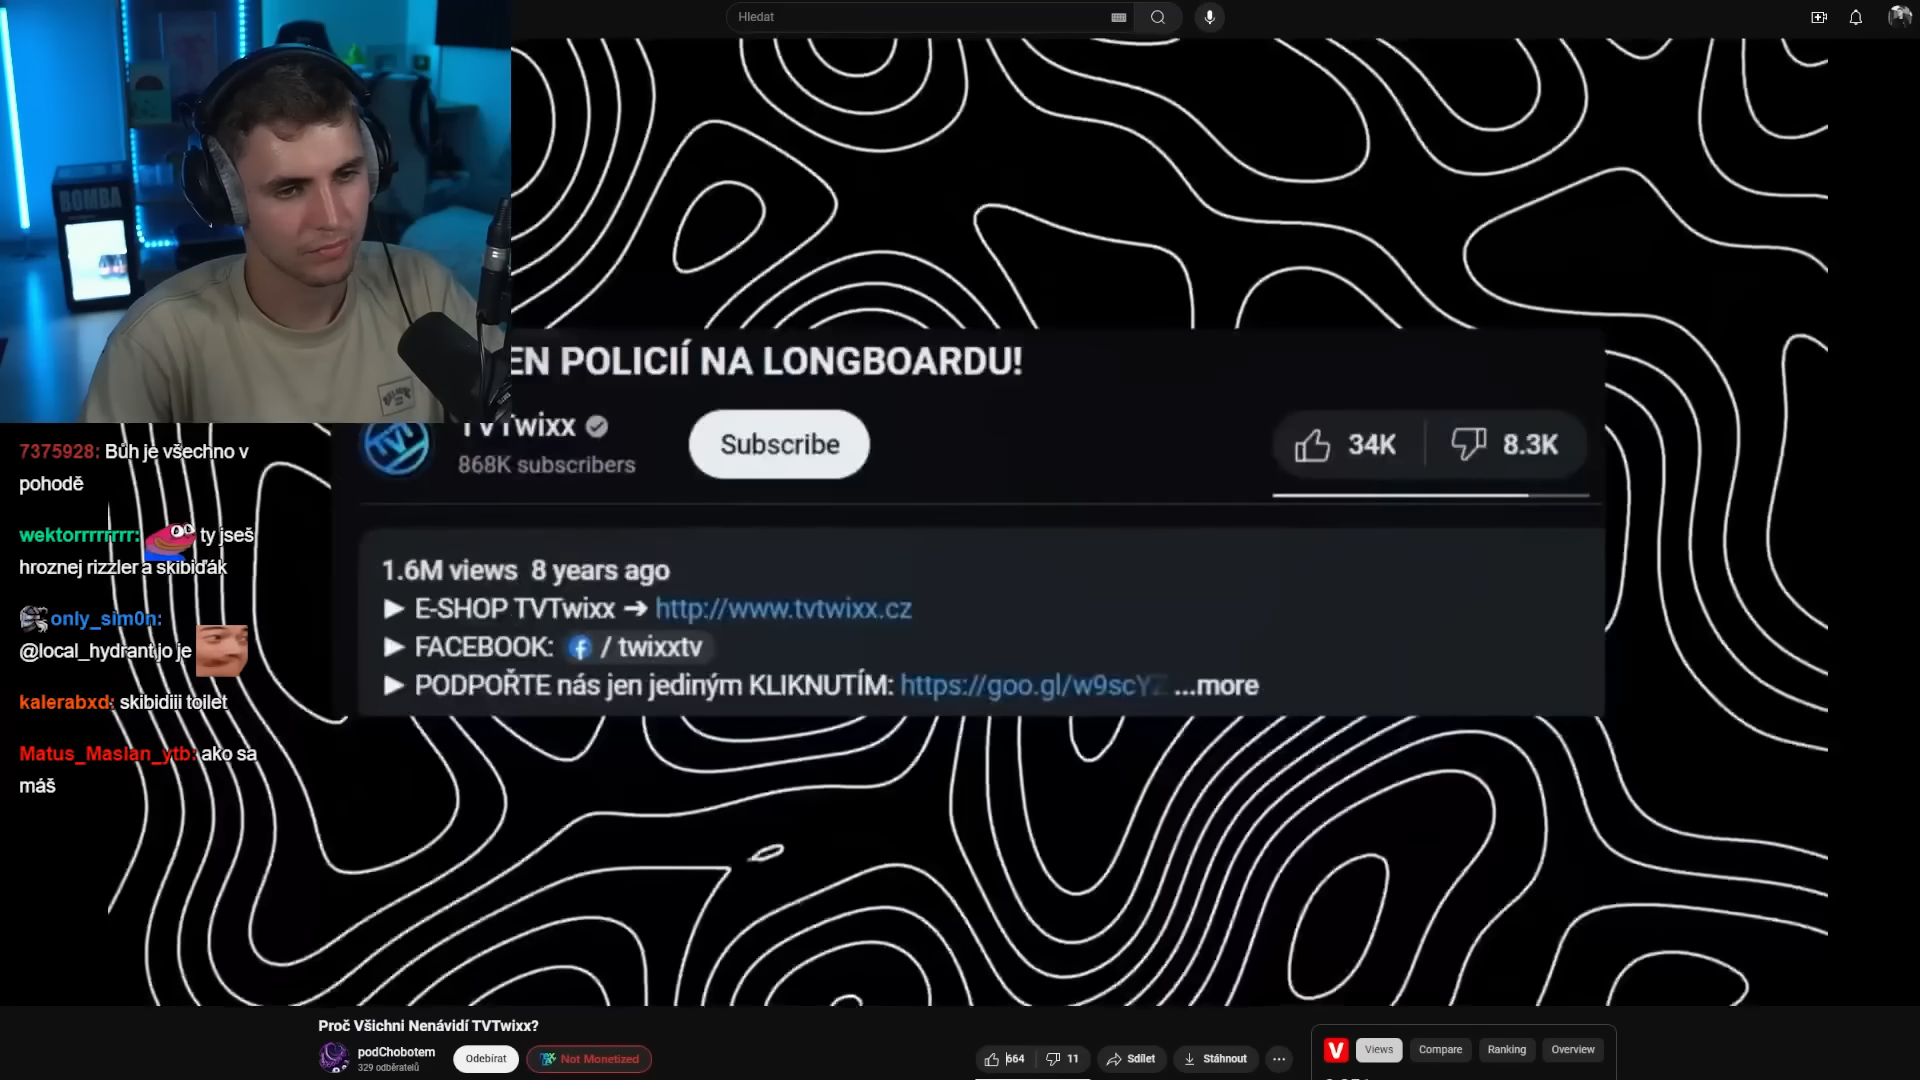 Hledat
BOMBA
EN POLICIÍ NA LONGBOARDU!
TVTwixx
868K subscribers
Subscribe
34K
8.3K
7375928: Bůh je všechno v
pohodě
wektorrrrrrrr: ty jseš
hroznej rizzler a skibiďák
only_sim0n:
@local_hydrant jo je
kalerabxd: skibidiii toilet
Matus_Maslan_ytb: ako sa
máš
1.6M views 8 years ago
► E-SHOP TVTwixx ➔ http://www.tvtwixx.cz
► FACEBOOK: / twixxtv
► PODPOŘTE nás jen jediným KLIKNUTÍM: https://goo.gl/w9scYZ ...more
Proč Všichni Nenávidí TVTwixx?
podChobotem
329 odběratelů
Odebírat
Not Monetized
664
11
Sdílet
Stáhnout
Views
Compare
Ranking
Overview